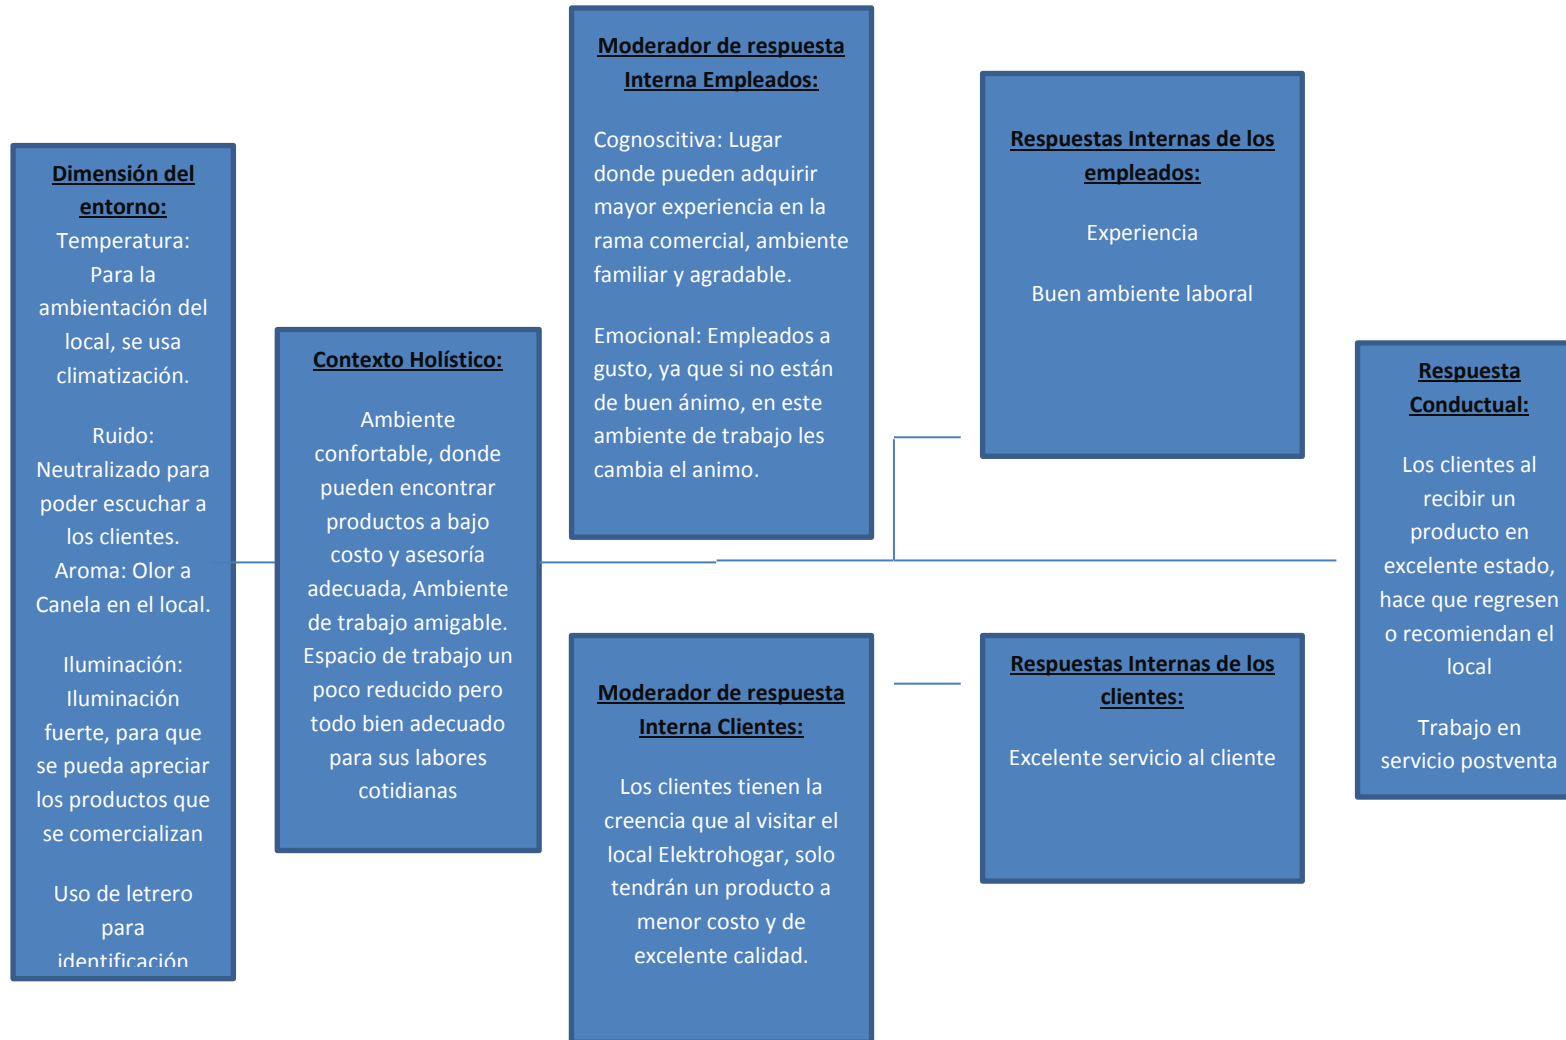 Dimensión del
entorno:
Temperatura:
Para la
ambientación del
local, se usa
climatización.
Ruido:
Neutralizado para
poder escuchar a
los clientes.
Aroma: Olor a
Canela en el local.
Iluminación:
Iluminación
fuerte, para que
se pueda apreciar
los productos que
se comercializan
Uso de letrero
para
identificación
Contexto Holístico:
Ambiente
confortable, donde
pueden encontrar
productos a bajo
costo y asesoría
adecuada, Ambiente
de trabajo amigable.
Espacio de trabajo un
poco reducido pero
todo bien adecuado
para sus labores
cotidianas
Moderador de respuesta
Interna Empleados:
Cognoscitiva: Lugar
donde pueden adquirir
mayor experiencia en la
rama comercial, ambiente
familiar y agradable.
Emocional: Empleados a
gusto, ya que si no están
de buen ánimo, en este
ambiente de trabajo les
cambia el animo.
Moderador de respuesta
Interna Clientes:
Los clientes tienen la
creencia que al visitar el
local Elektrohogar, solo
tendrán un producto a
menor costo y de
excelente calidad.
Respuestas Internas de los
empleados:
Experiencia
Buen ambiente laboral
Respuestas Internas de los
clientes:
Excelente servicio al cliente
Respuesta
Conductual:
Los clientes al
recibir un
producto en
excelente estado,
hace que regresen
o recomiendan el
local
Trabajo en
servicio postventa